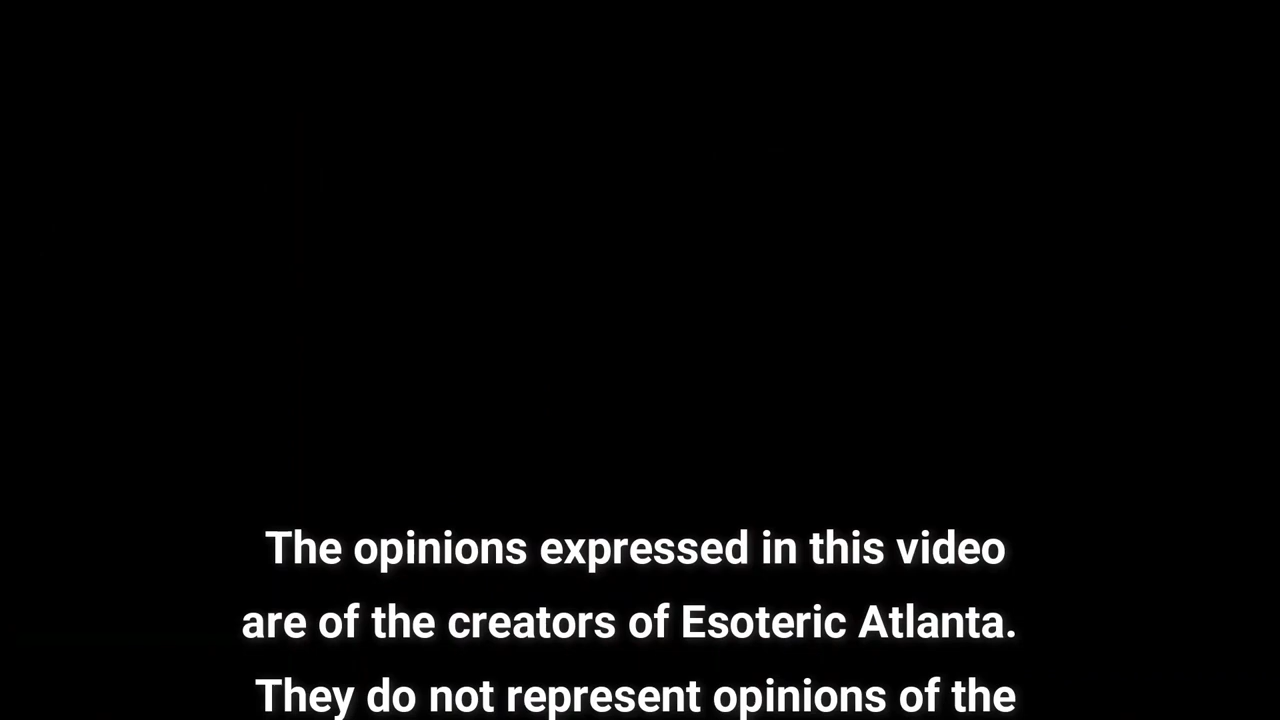 The opinions expressed in this video
are of the creators of Esoteric Atlanta.
They do not represent opinions of the